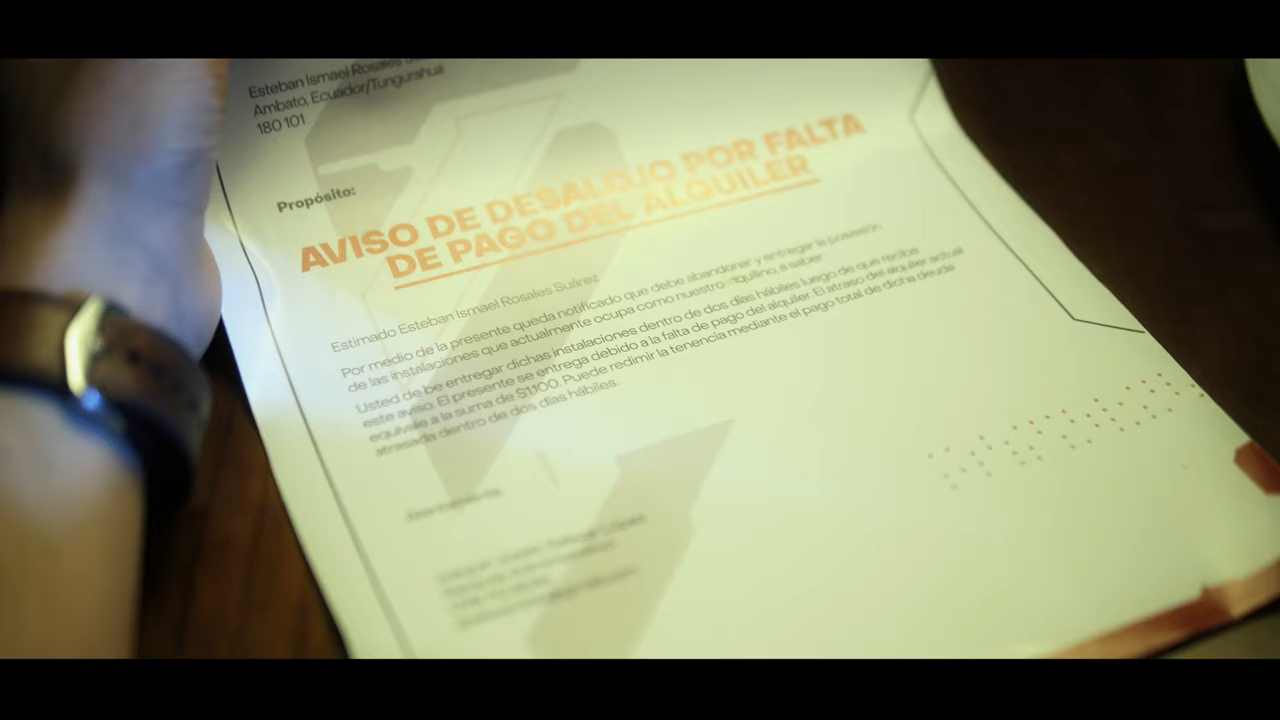 Esteban Ismael Rosales
Ambato, Ecuador/Tungurahua
180 101
Propósito:
AVISO DE DESALOJO POR FALTA
DE PAGO DEL ALQUILER
Estimado Esteban Ismael Rosales Suárez
Por medio de la presente queda notificado que debe abandonar y entregar la posesión
de las instalaciones que actualmente ocupa como nuestro inquilino, a saber
Usted de be entregar dichas instalaciones dentro de dos días hábiles luego de que reciba
este aviso. El presente se entrega debido a la falta de pago del alquiler. El atraso del alquiler actual
equivale a la suma de $1,100. Puede redimir la tenencia mediante el pago total de dicha deuda
atrasada dentro de dos días hábiles.